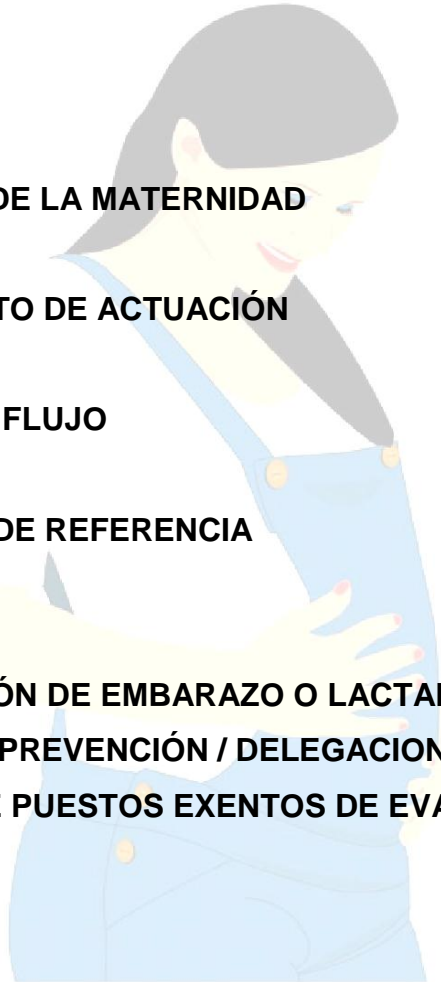 DE LA MATERNIDAD
TO DE ACTUACIÓN
FLUJO
DE REFERENCIA
ÓN DE EMBARAZO O LACTA
PREVENCIÓN / DELEGACION
PUESTOS EXENTOS DE EVA